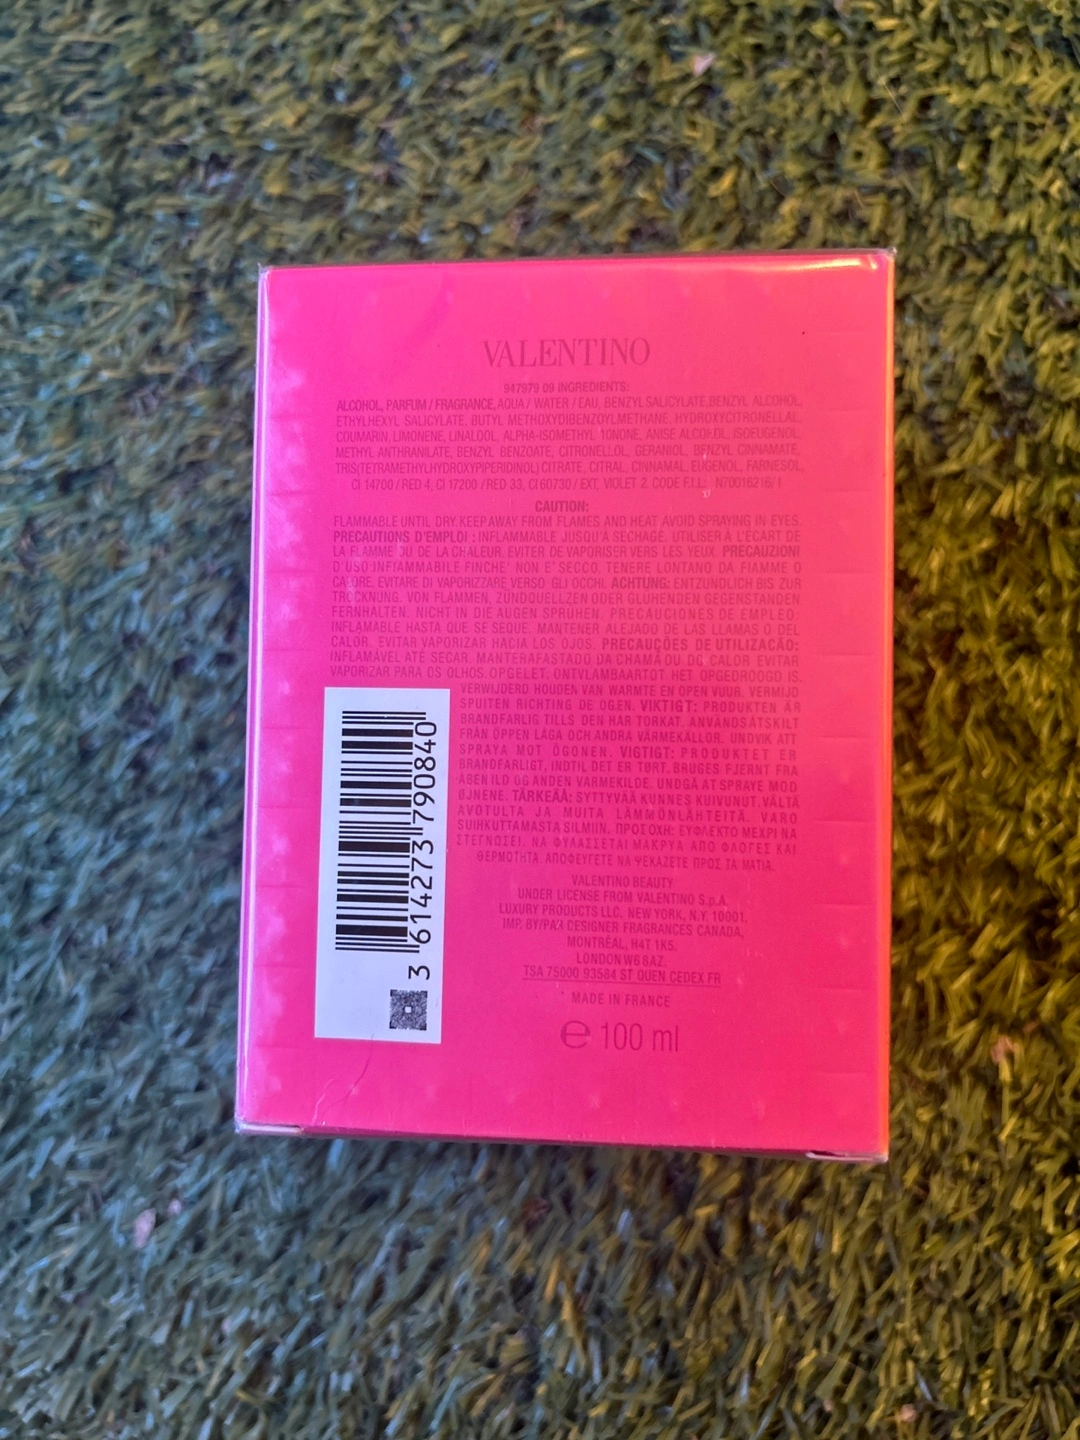 VALENTINO
947979 09 INGREDIENTS:
ALCOHOL, PARFUM / FRAGRANCE, AQUA / WATER / EAU, BENZYL SALICYLATE, BENZYL ALCOHOL,
ETHYLHEXYL SALICYLATE, BUTYL METHOXYDIBENZOYLMETHANE, HYDROXYCITRONELLAL,
COUMARIN, LIMONENE, LINALOOL, ALPHA-ISOMETHYL IONONE, ANISE ALCOHOL, ISOEUGENOL,
METHYL ANTHRANILATE, BENZYL BENZOATE, CITRONELLOL, GERANIOL, BENZYL CINNAMATE,
TRIS(TETRAMETHYLHYDROXYPIPERIDINOL) CITRATE, CITRAL, CINNAMAL, EUGENOL, FARNESOL,
CI 14700 / RED 4, CI 17200 / RED 33, CI 60730 / EXT. VIOLET 2. CODE F.I.L. N70016216/1
CAUTION:
FLAMMABLE UNTIL DRY. KEEP AWAY FROM FLAMES AND HEAT. AVOID SPRAYING IN EYES.
PRECAUTIONS D'EMPLOI : INFLAMMABLE JUSQU'A SECHAGE. UTILISER À L'ÉCART DE
LA FLAMME OU DE LA CHALEUR. EVITER DE VAPORISER VERS LES YEUX. PRECAUZIONI
D'USO INFIAMMABILE FINCHE' NON E' SECCO. TENERE LONTANO DA FIAMME O
CALORE. EVITARE DI VAPORIZZARE VERSO GLI OCCHI. ACHTUNG: ENTZÜNDLICH BIS ZUR
TROCKNUNG. VON FLAMMEN, ZÜNDQUELLZEN ODER GLÜHENDEN GEGENSTÄNDEN
FERNHALTEN. NICHT IN DIE AUGEN SPRÜHEN. PRECAUCIONES DE EMPLEO:
INFLAMABLE HASTA QUE SE SEQUE. MANTENER ALEJADO DE LAS LLAMAS O DEL
CALOR. EVITAR VAPORIZAR HACIA LOS OJOS. PRECAUÇÕES DE UTILIZACÃO:
INFLAMÁVEL ATÉ SECAR. MANTER AFASTADO DA CHAMA OU DO CALOR EVITAR
VAPORIZAR PARA OS OLHOS. OPGELET: ONTVLAMBAAR TOT HET OPGEDROOGD IS.
VERWIJDERD HOUDEN VAN WARMTE EN OPEN VUUR. VERMIJD
SPUITEN RICHTING DE OGEN. VIKTIGT: PRODUKTEN ÄR
BRANDFARLIG TILLS DEN HAR TORKAT. ANVÄNDS ÅTSKILT
FRÅN ÖPPEN LÅGA OCH ANDRA VÄRMEKÄLLOR. UNDVIK ATT
SPRAYA MOT ÖGONEN. VIGTIGT: PRODUKTET ER
BRANDFARLIGT, INDTIL DET ER TØRT. BRUGES FJERNT FRA
ÅBEN ILD OG ANDEN VARMEKILDE. UNDGÅ AT SPRAYE MOD
ØJNENE. TÄRKEÄÄ: SYTTYVÄÄ KUNNES KUIVUNUT. VÄLTÄ
AVOTULTA JA MUITA LÄMMÖNLÄHTEITÄ. VARO
SUIHKUTTAMASTA SILMIIN. ΠΡΟΣΟΧΗ: ΕΥΦΛΕΚΤΟ ΜΕΧΡΙ ΝΑ
ΣΤΕΓΝΩΣΕΙ. ΝΑ ΦΥΛΑΣΣΕΤΑΙ ΜΑΚΡΥΑ ΑΠΟ ΦΛΟΓΕΣ ΚΑΙ
ΘΕΡΜΟΤΗΤΑ. ΑΠΟΦΕΥΓΕΤΕ ΝΑ ΨΕΚΑΖΕΤΕ ΠΡΟΣ ΤΑ ΜΑΤΙΑ.
3 614273 790840
VALENTINO BEAUTY
UNDER LICENSE FROM VALENTINO S.p.A.
LUXURY PRODUCTS LLC, NEW YORK, N.Y. 10001,
IMP. BY/PAR DESIGNER FRAGRANCES CANADA,
MONTRÉAL, H4T 1K5.
LONDON W6 8AZ.
TSA 75000 93584 ST OUEN CEDEX FR
MADE IN FRANCE
e 100 ml